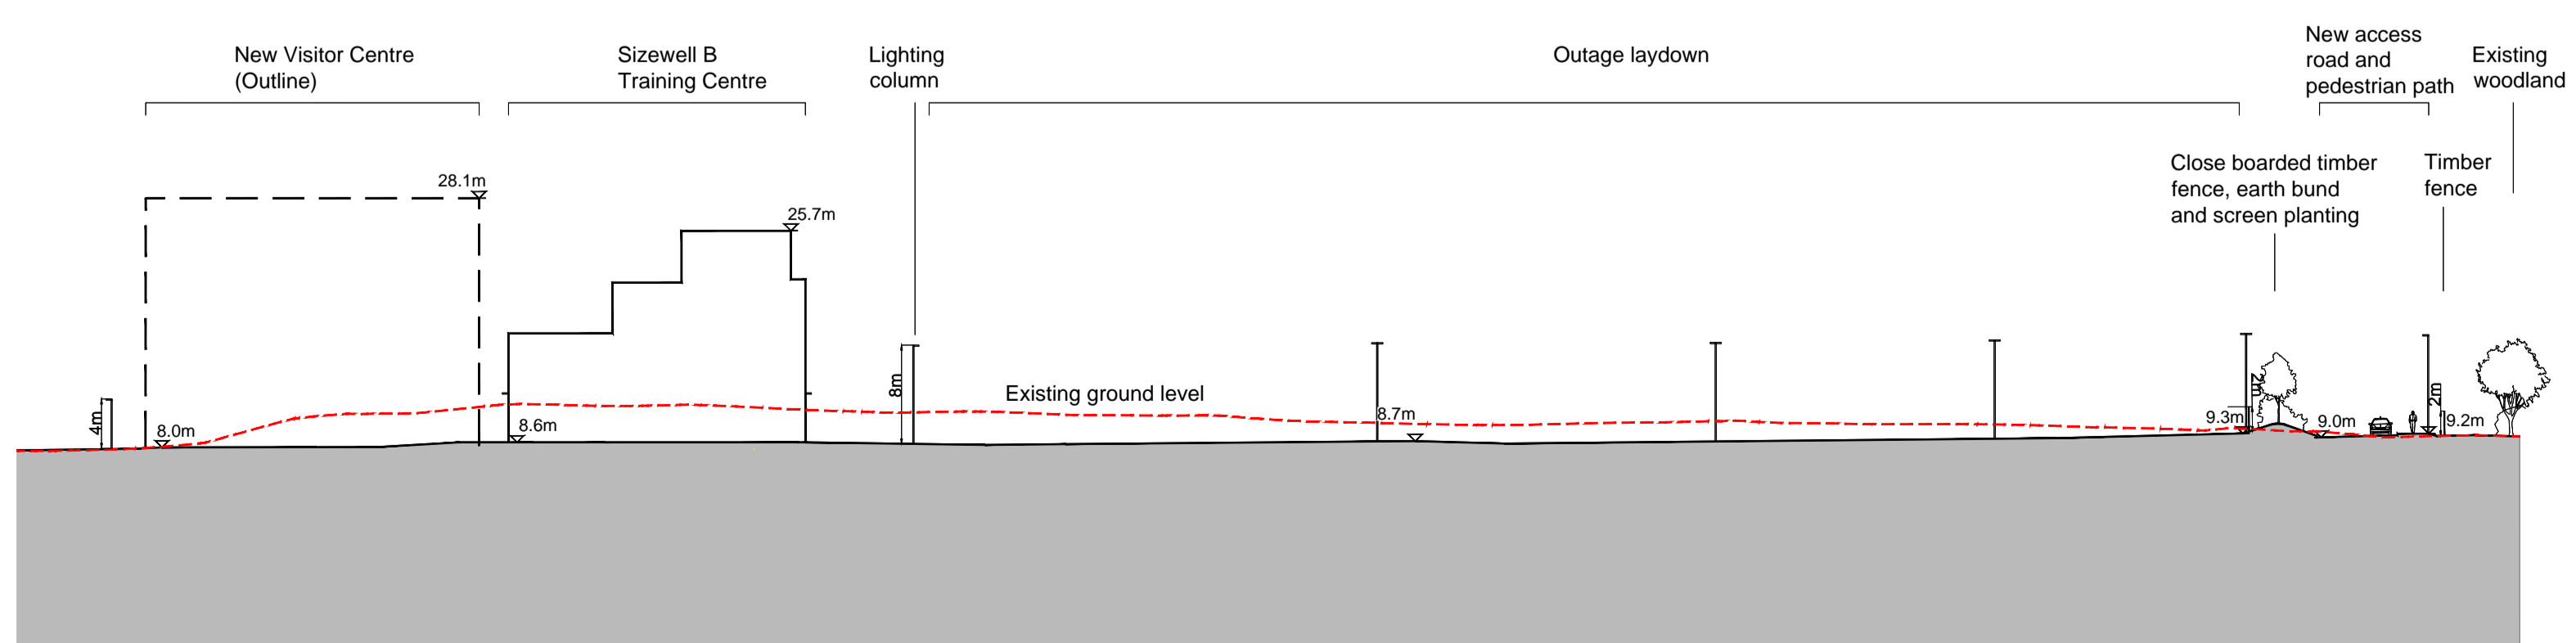 New Visitor Centre
(Outline)
Sizewell B
Training Centre
Lighting
column
Outage laydown
New access
road and
pedestrian path
Existing
woodland
Close boarded timber
fence, earth bund
and screen planting
Timber
fence
28.1m
25.7m
4m
8.0m
8.6m
8m
Existing ground level
8.7m
9.3m
2m
9.0m
2m
9.2m